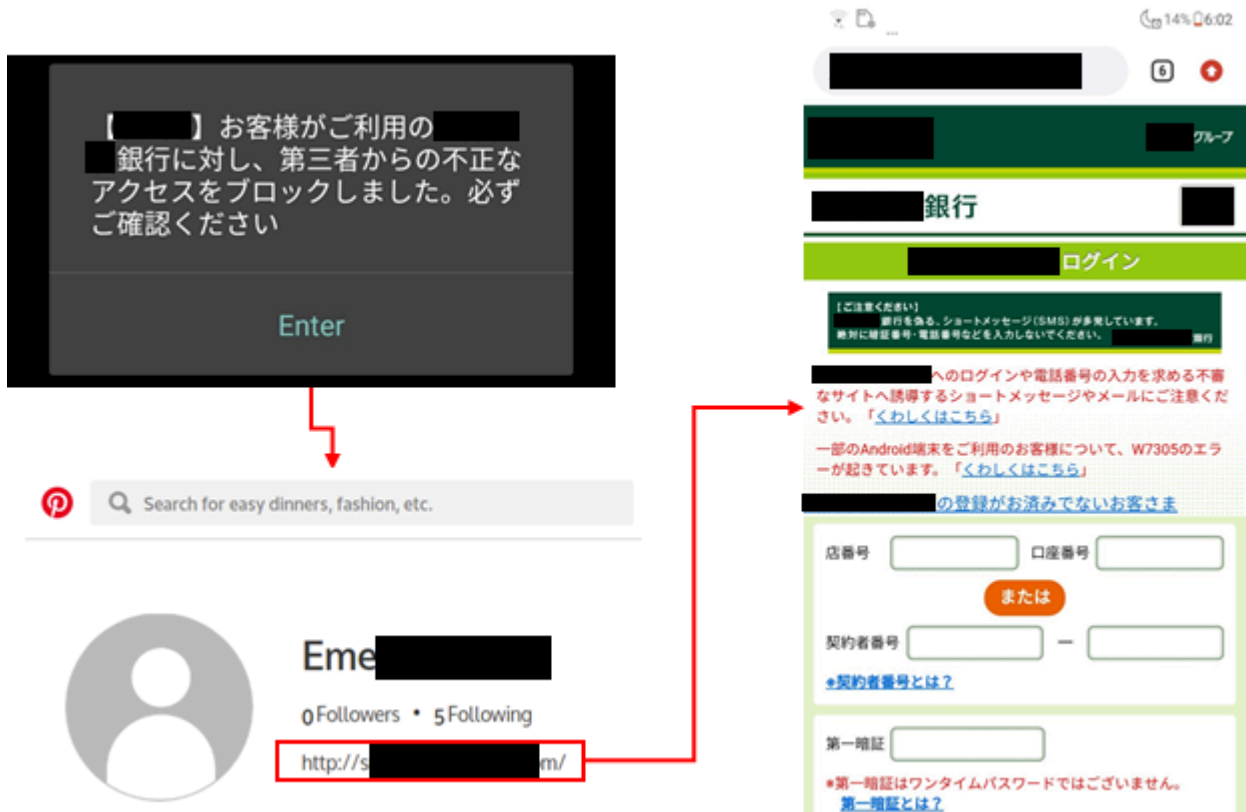 【 】お客様がご利用の
銀行に対し、第三者からの不正な
アクセスをブロックしました。必ず
ご確認ください
Enter
Search for easy dinners, fashion, etc.
Eme
0 Followers • 5 Following
http://s m/
14% 6:02
6
グループ
銀行
ログイン
【ご注意ください】
銀行を偽る、ショートメッセージ(SMS)が多発しています。
絶対に確証番号・電話番号などを入力しないでください。 銀行
へのログインや電話番号の入力を求める不審
なサイトへ誘導するショートメッセージやメールにご注意くだ
さい。「くわしくはこちら」
一部のAndroid端末をご利用のお客様について、W7305のエラ
ーが起きています。「くわしくはこちら」
の登録がお済みでないお客さま
店番号 口座番号
または
契約者番号 ー
*契約者番号とは?
第一暗証
*第一暗証はワンタイムパスワードではございません。
第一暗証とは?